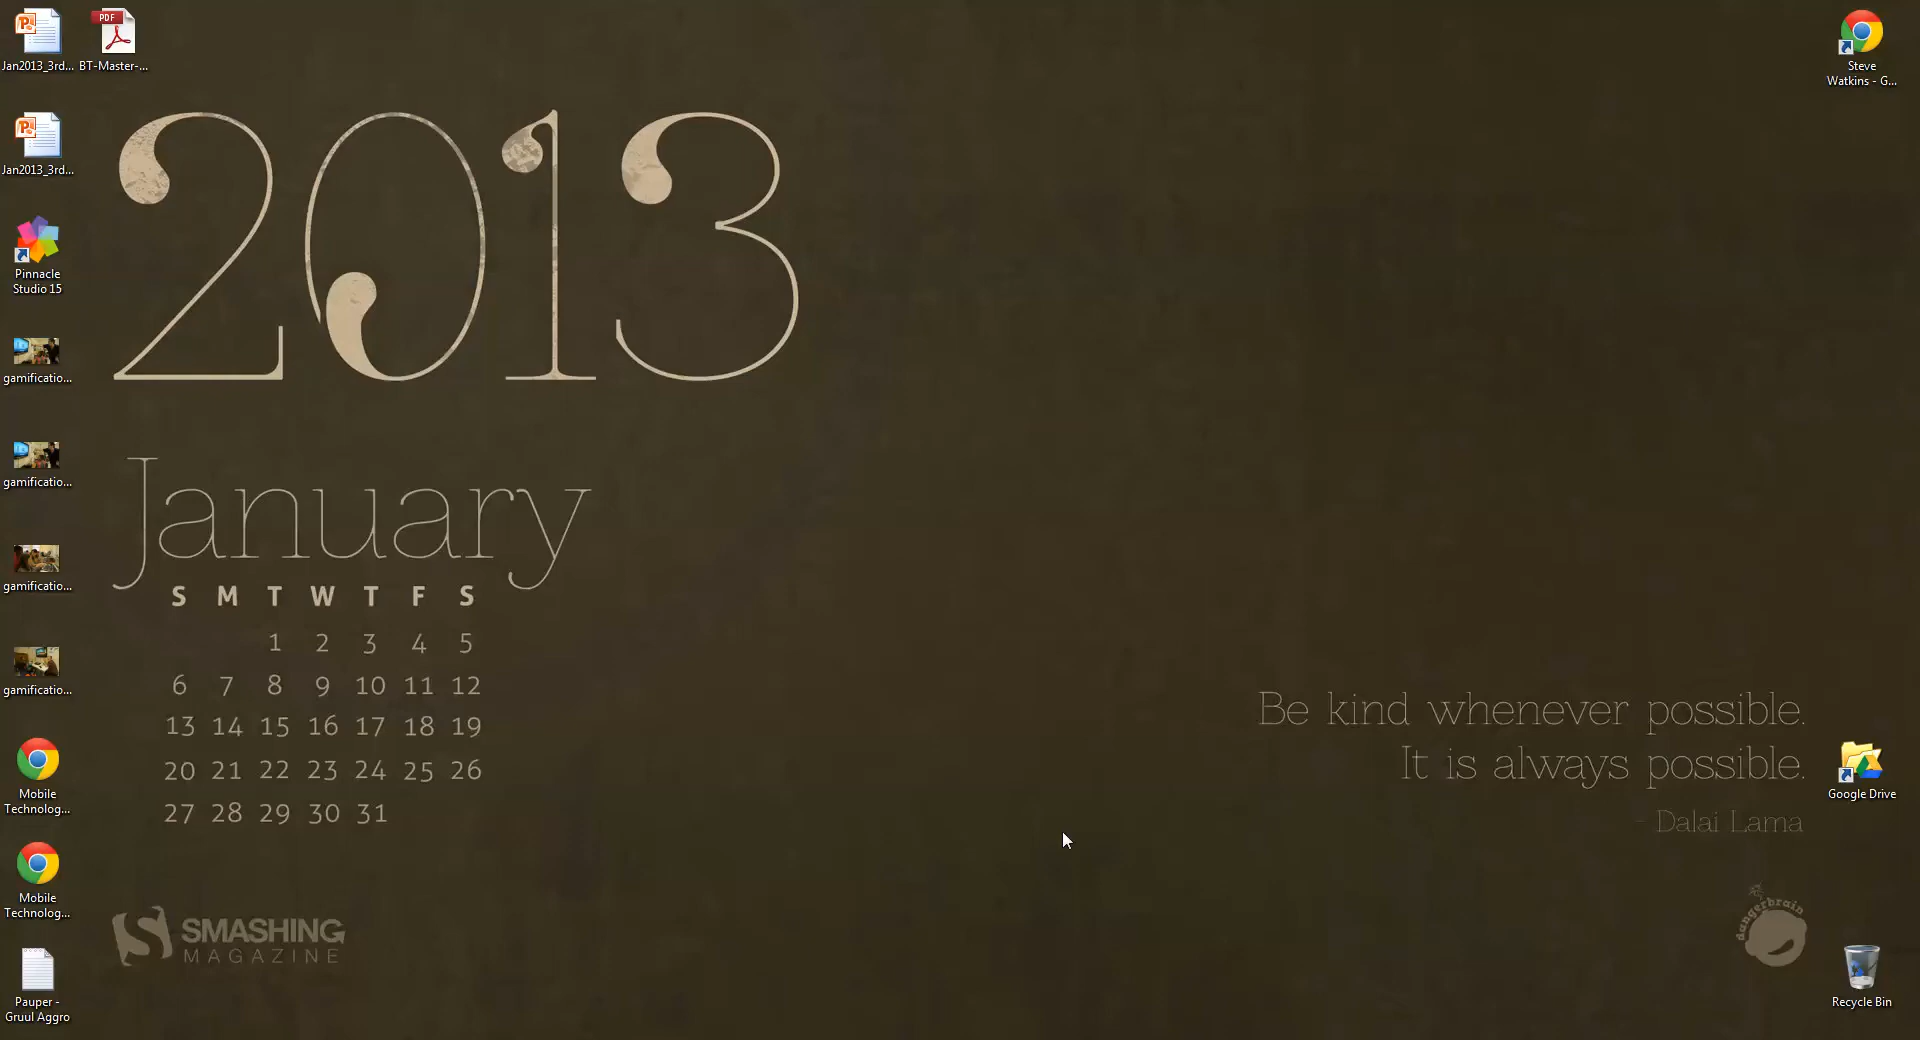 Jan2013_3rd...
BT-Master-...
Steve
Watkins - G...
2013
Jan2013_3rd...
Pinnacle
Studio 15
gamificatio...
gamificatio...
gamificatio...
gamificatio...
January
S M T W T F S
1 2 3 4 5
6 7 8 9 10 11 12
13 14 15 16 17 18 19
20 21 22 23 24 25 26
27 28 29 30 31
Be kind whenever possible.
It is always possible.
- Dalai Lama
Mobile
Technolog...
Mobile
Technolog...
Pauper -
Gruul Aggro
SMASHING
MAGAZINE
Google Drive
dangerbrain
Recycle Bin
PDF